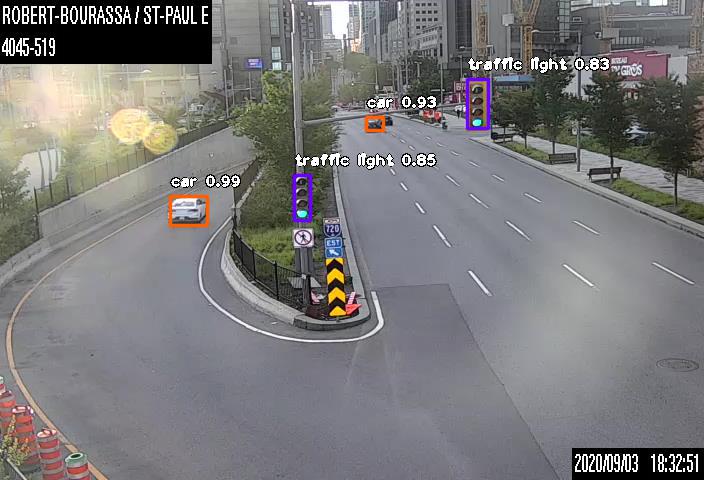 ROBERT-BOURASSA / ST-PAUL E
4045-519
traffic light 0.83
car 0.93
traffic light 0.85
car 0.99
720
EST
2020/09/03 18:32:51